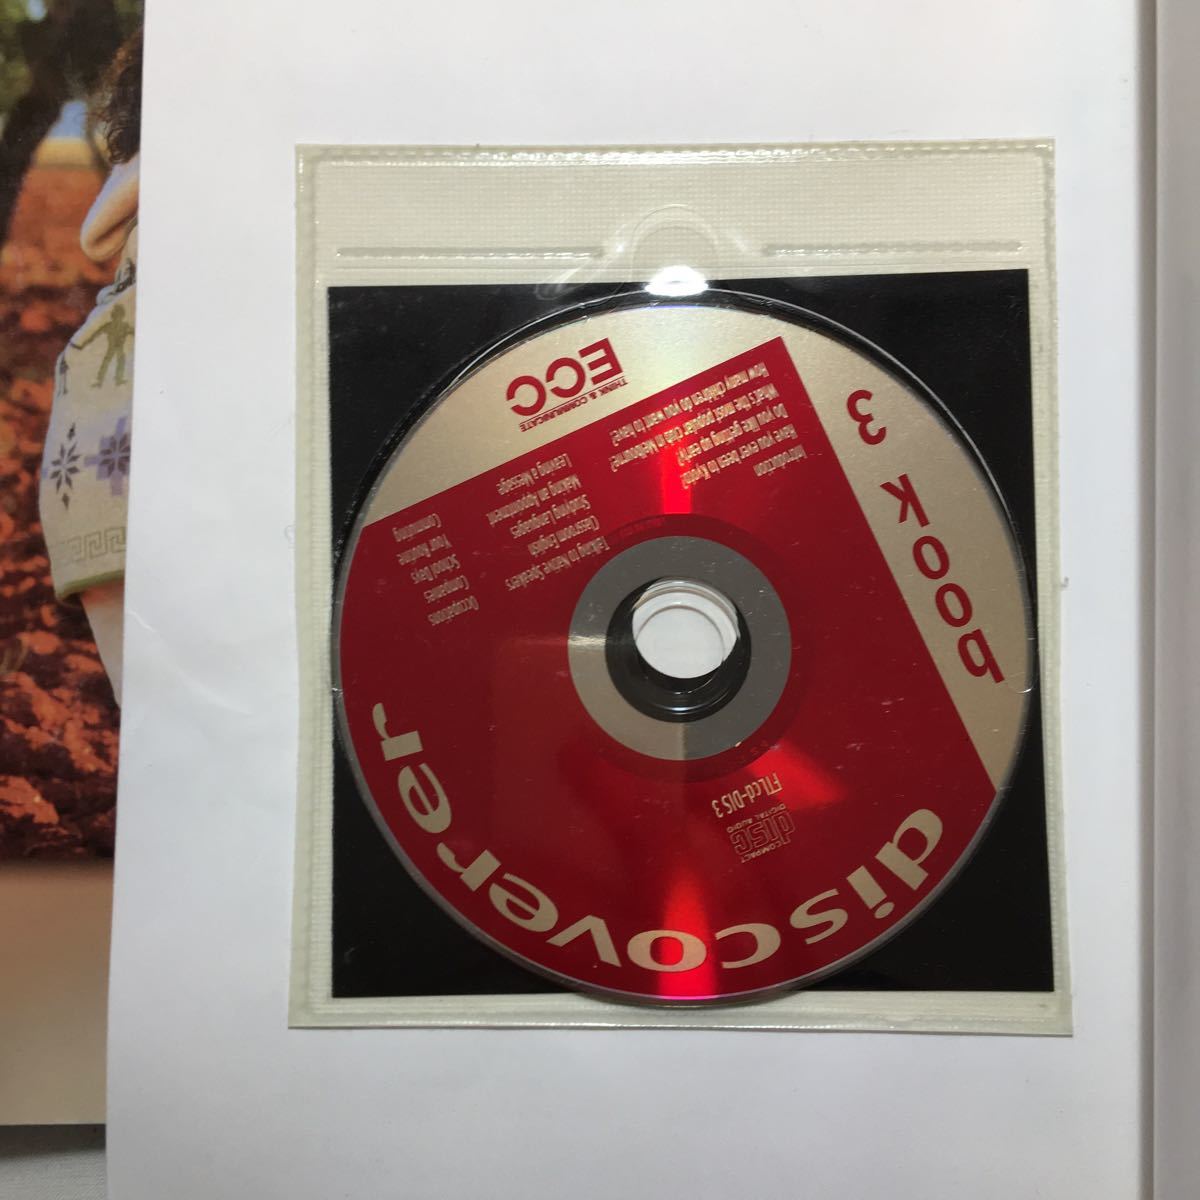 discoverer
COMPACT
disc
DIGITAL AUDIO
FTLcd-DIS 3
book 3
Occupations
Companies
School Days
Your Routine
Commuting
Talking to Native Speakers
Classroom English
Studying Languages
Making an Appointment
Leaving a Message
Introduction
Have you ever been to Kyoto?
Do you like getting up early?
What's the most popular club in Melbourne?
How many children do you want to have?
THINK & COMMUNICATE
ECC